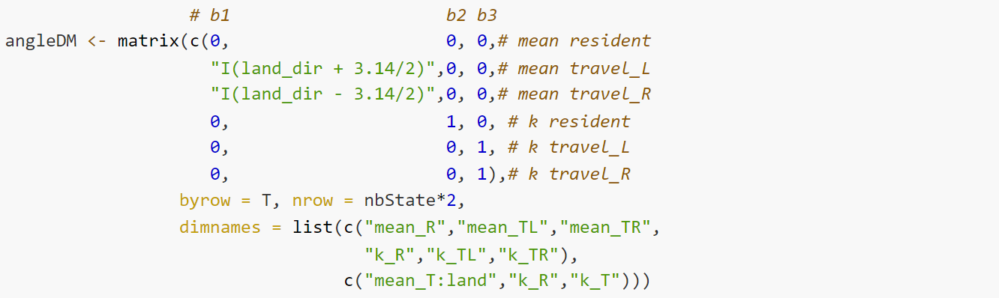 # b1 b2 b3
angleDM <- matrix(c(0, 0, 0,# mean resident
"I(land_dir + 3.14/2)",0, 0,# mean travel_L
"I(land_dir - 3.14/2)",0, 0,# mean travel_R
0, 1, 0, # k resident
0, 0, 1, # k travel_L
0, 0, 1),# k travel_R
byrow = T, nrow = nbState*2,
dimnames = list(c("mean_R","mean_TL","mean_TR",
"k_R","k_TL","k_TR"),
c("mean_T:land","k_R","k_T")))